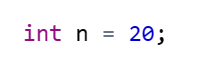 int n = 20;